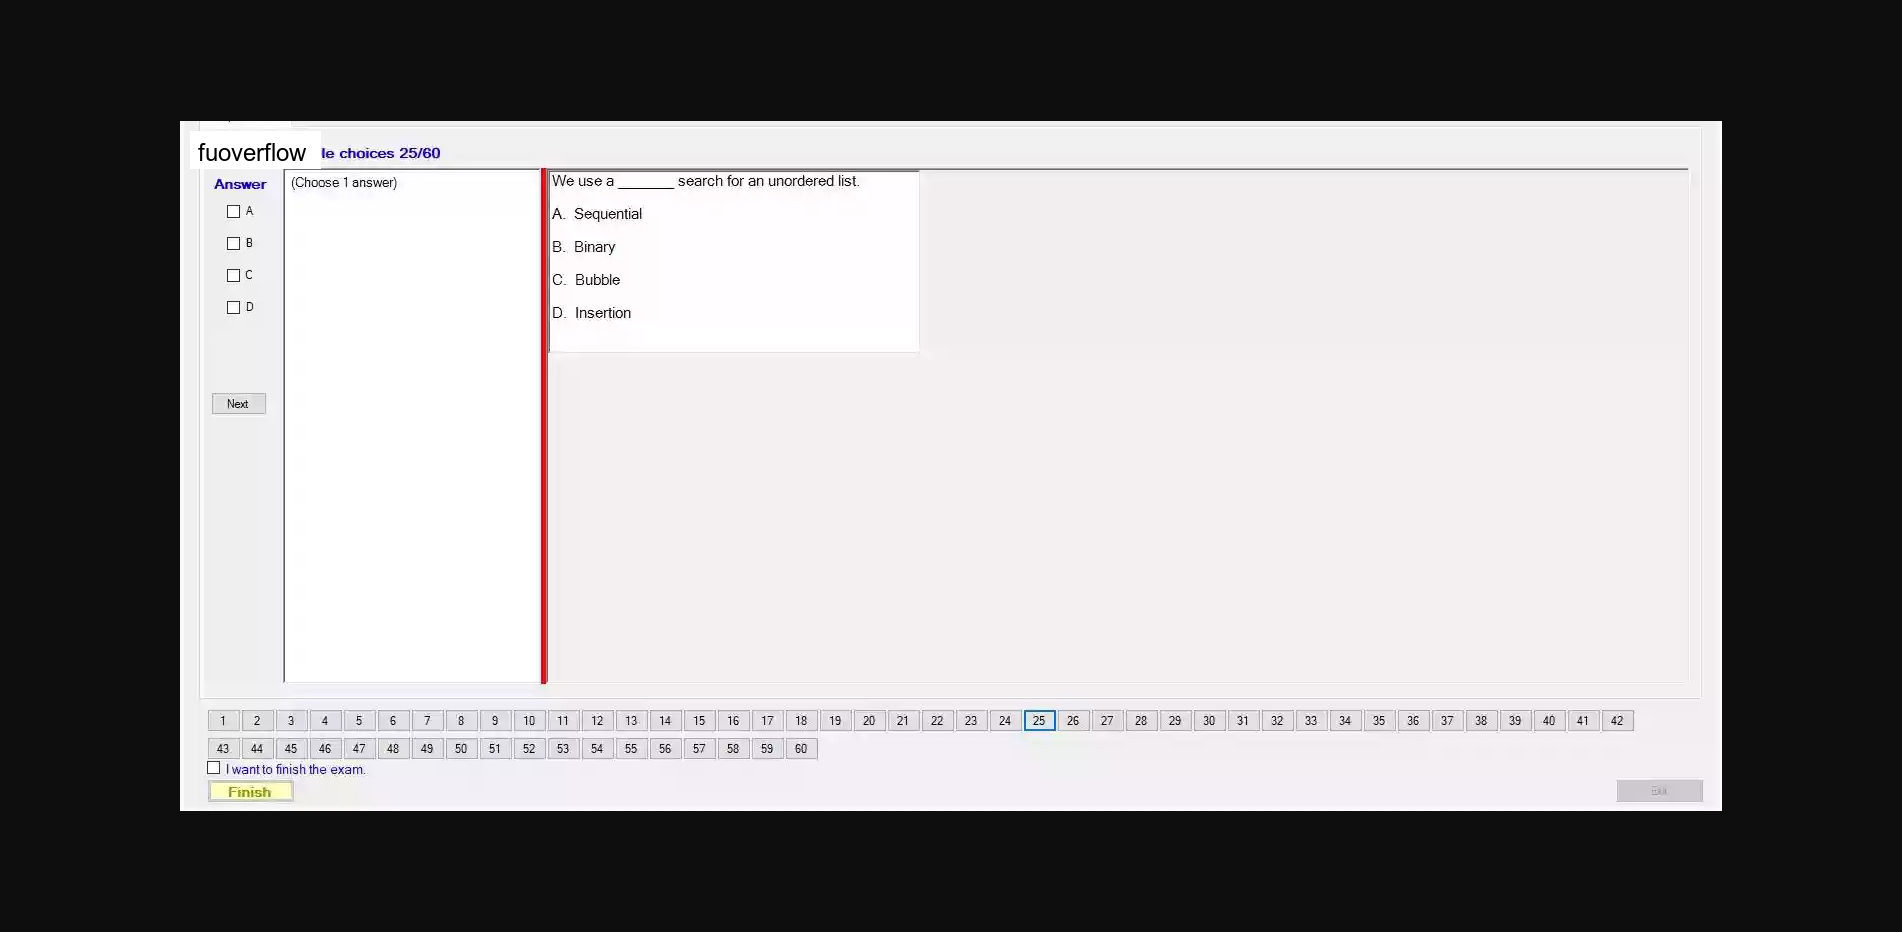 fuoverflow
le choices 25/60
Answer
(Choose 1 answer)
A
B
C
D
Next
We use a _______ search for an unordered list.
A. Sequential
B. Binary
C. Bubble
D. Insertion
1 2 3 4 5 6 7 8 9 10 11 12 13 14 15 16 17 18 19 20 21 22 23 24 25 26 27 28 29 30 31 32 33 34 35 36 37 38 39 40 41 42
43 44 45 46 47 48 49 50 51 52 53 54 55 56 57 58 59 60
I want to finish the exam.
Finish
Exit